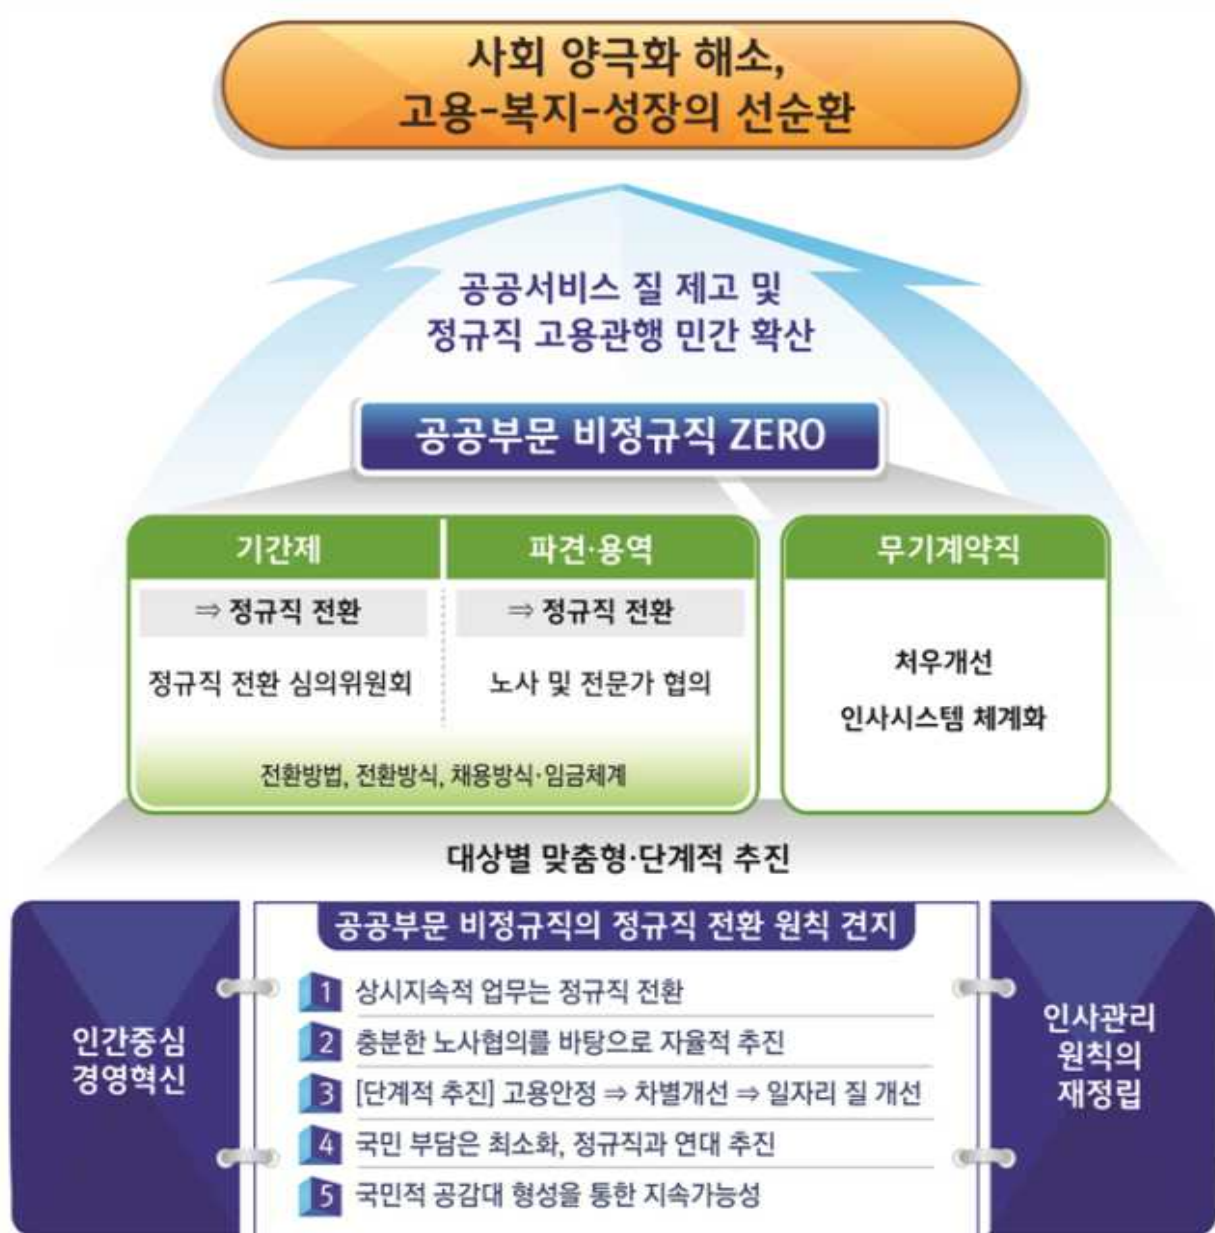 사회 양극화 해소,
고용-복지-성장의 선순환
공공서비스 질 제고 및
정규직 고용관행 민간 확산
공공부문 비정규직 ZERO
기간제
⇒ 정규직 전환
정규직 전환 심의위원회
파견·용역
⇒ 정규직 전환
노사 및 전문가 협의
전환방법, 전환방식, 채용방식·임금체계
무기계약직
처우개선
인사시스템 체계화
대상별 맞춤형·단계적 추진
인간중심
경영혁신
공공부문 비정규직의 정규직 전환 원칙 견지
1 상시지속적 업무는 정규직 전환
2 충분한 노사협의를 바탕으로 자율적 추진
3 [단계적 추진] 고용안정 ⇒ 차별개선 ⇒ 일자리 질 개선
4 국민 부담은 최소화, 정규직과 연대 추진
5 국민적 공감대 형성을 통한 지속가능성
인사관리
원칙의
재정립